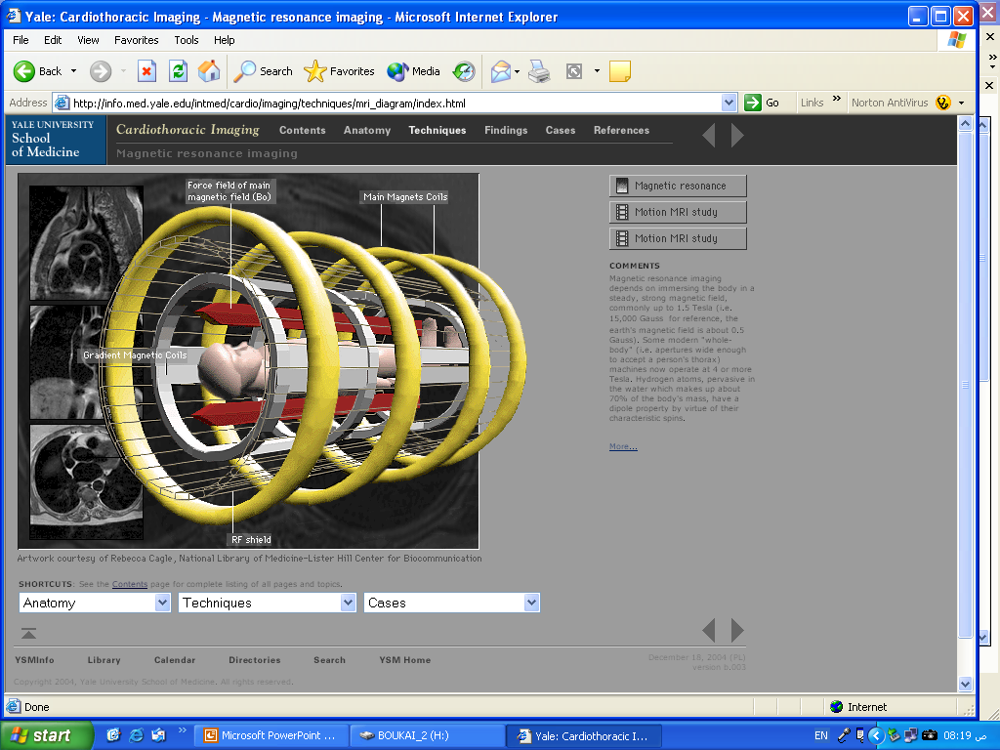 Yale: Cardiothoracic Imaging - Magnetic resonance imaging - Microsoft Internet Explorer
File Edit View Favorites Tools Help
Back Search Favorites Media
Address http://info.med.yale.edu/intmed/cardio/imaging/techniques/mri_diagram/index.html Go Links » Norton AntiVirus
YALE UNIVERSITY
School
of Medicine
Cardiothoracic Imaging Contents Anatomy Techniques Findings Cases References
Magnetic resonance imaging
Force field of main
magnetic field (Bo)
Main Magnets Coils
Gradient Magnetic Coils
RF shield
Magnetic resonance
Motion MRI study
Motion MRI study
COMMENTS
Magnetic resonance imaging
depends on immersing the body in a
steady, strong magnetic field,
commonly up to 1.5 Tesla (i.e.
15,000 Gauss for reference, the
earth's magnetic field is about 0.5
Gauss). Some modern "whole-
body" (i.e. apertures wide enough
to accept a person's thorax)
machines now operate at 4 or more
Tesla. Hydrogen atoms, pervasive in
the water which makes up about
70% of the body's mass, have a
dipole property by virtue of their
characteristic spins.
More...
Artwork courtesy of Rebecca Cagle, National Library of Medicine-Lister Hill Center for Biocommunication
SHORTCUTS: See the Contents page for complete listing of all pages and topics.
Anatomy Techniques Cases
YSMInfo Library Calendar Directories Search YSM Home
December 18, 2004 (PL)
version b.003
Copyright 2004, Yale University School of Medicine. All rights reserved.
Done Internet
start » Microsoft PowerPoint ... BOUKAI_2 (H:) Yale: Cardiothoracic I... EN 08:19 ص